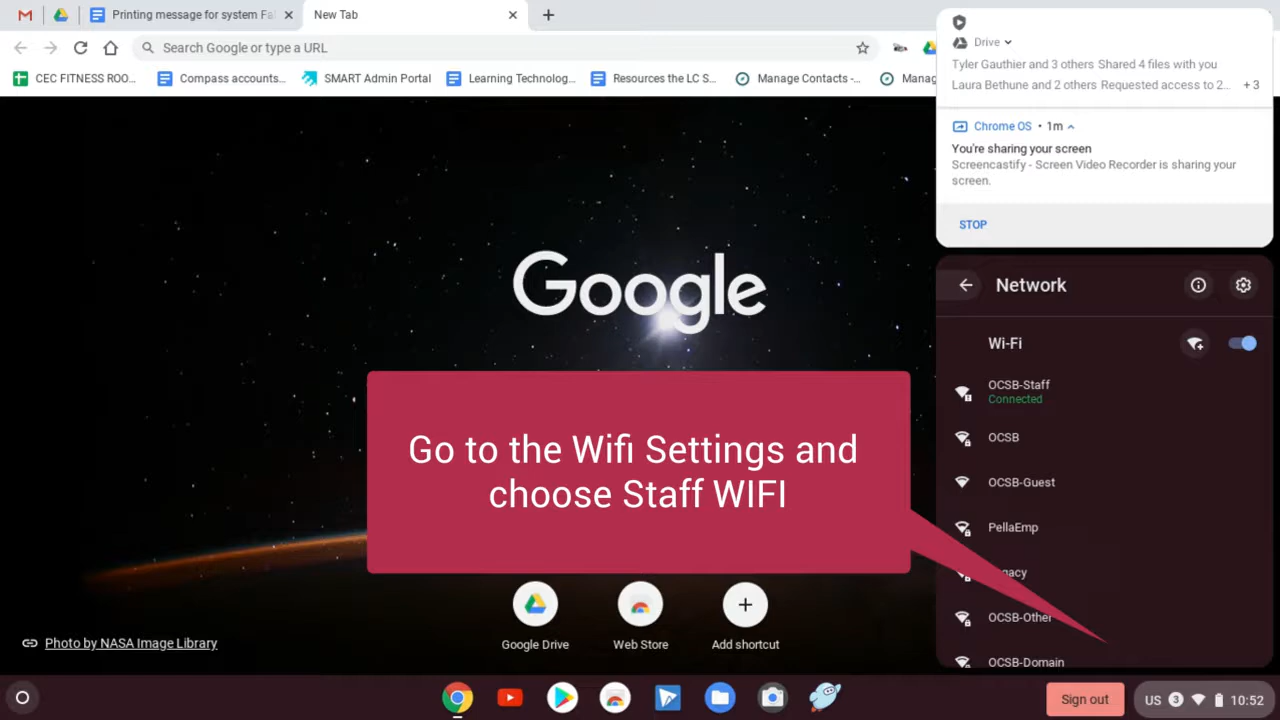 Printing message for system Fa
New Tab
Search Google or type a URL
CEC FITNESS ROO...
Compass accounts...
SMART Admin Portal
Learning Technolog...
Resources the LC S...
Manage Contacts -...
Manag
Drive
Tyler Gauthier and 3 others Shared 4 files with you
Laura Bethune and 2 others Requested access to 2... + 3
Chrome OS • 1m
You're sharing your screen
Screencastify - Screen Video Recorder is sharing your
screen.
STOP
Network
Wi-Fi
OCSB-Staff
Connected
OCSB
OCSB-Guest
PellaEmp
OCSB-Other
OCSB-Domain
Google
Go to the Wifi Settings and
choose Staff WIFI
Google Drive
Web Store
Add shortcut
Photo by NASA Image Library
Sign out
US 3 10:52